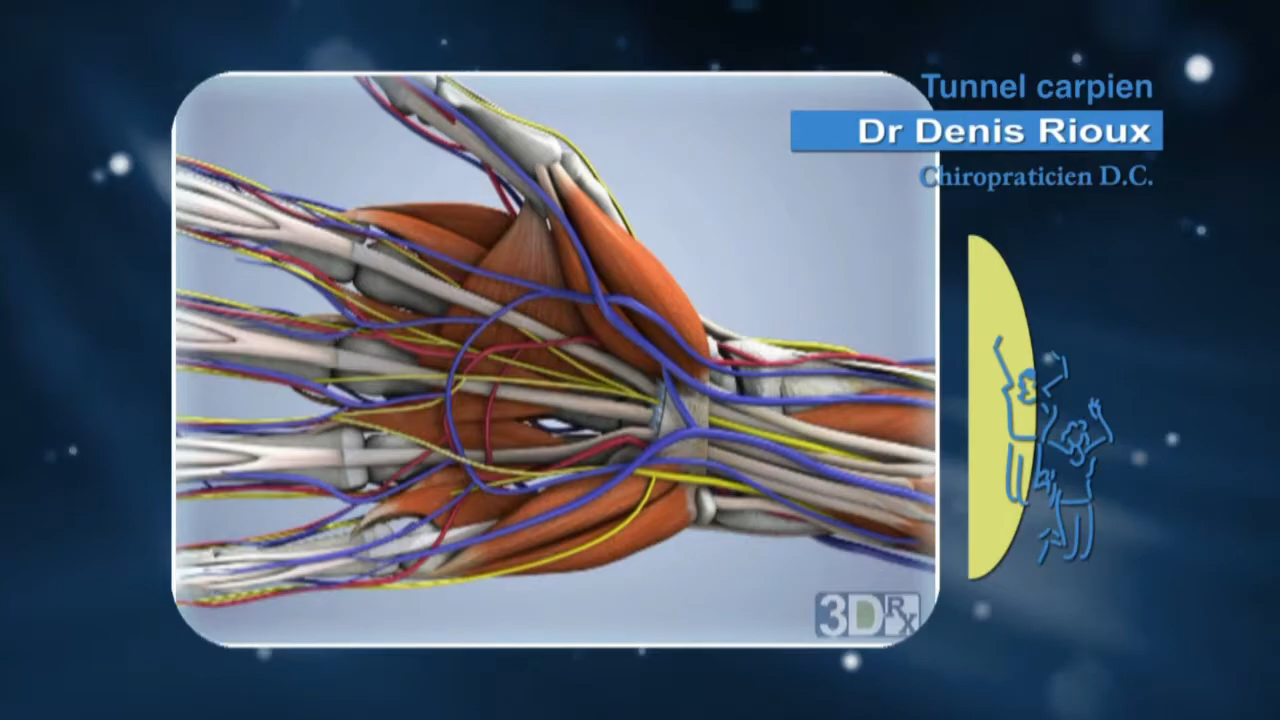 Tunnel carpien
Dr Denis Rioux
Chiropraticien D.C.
3DRx